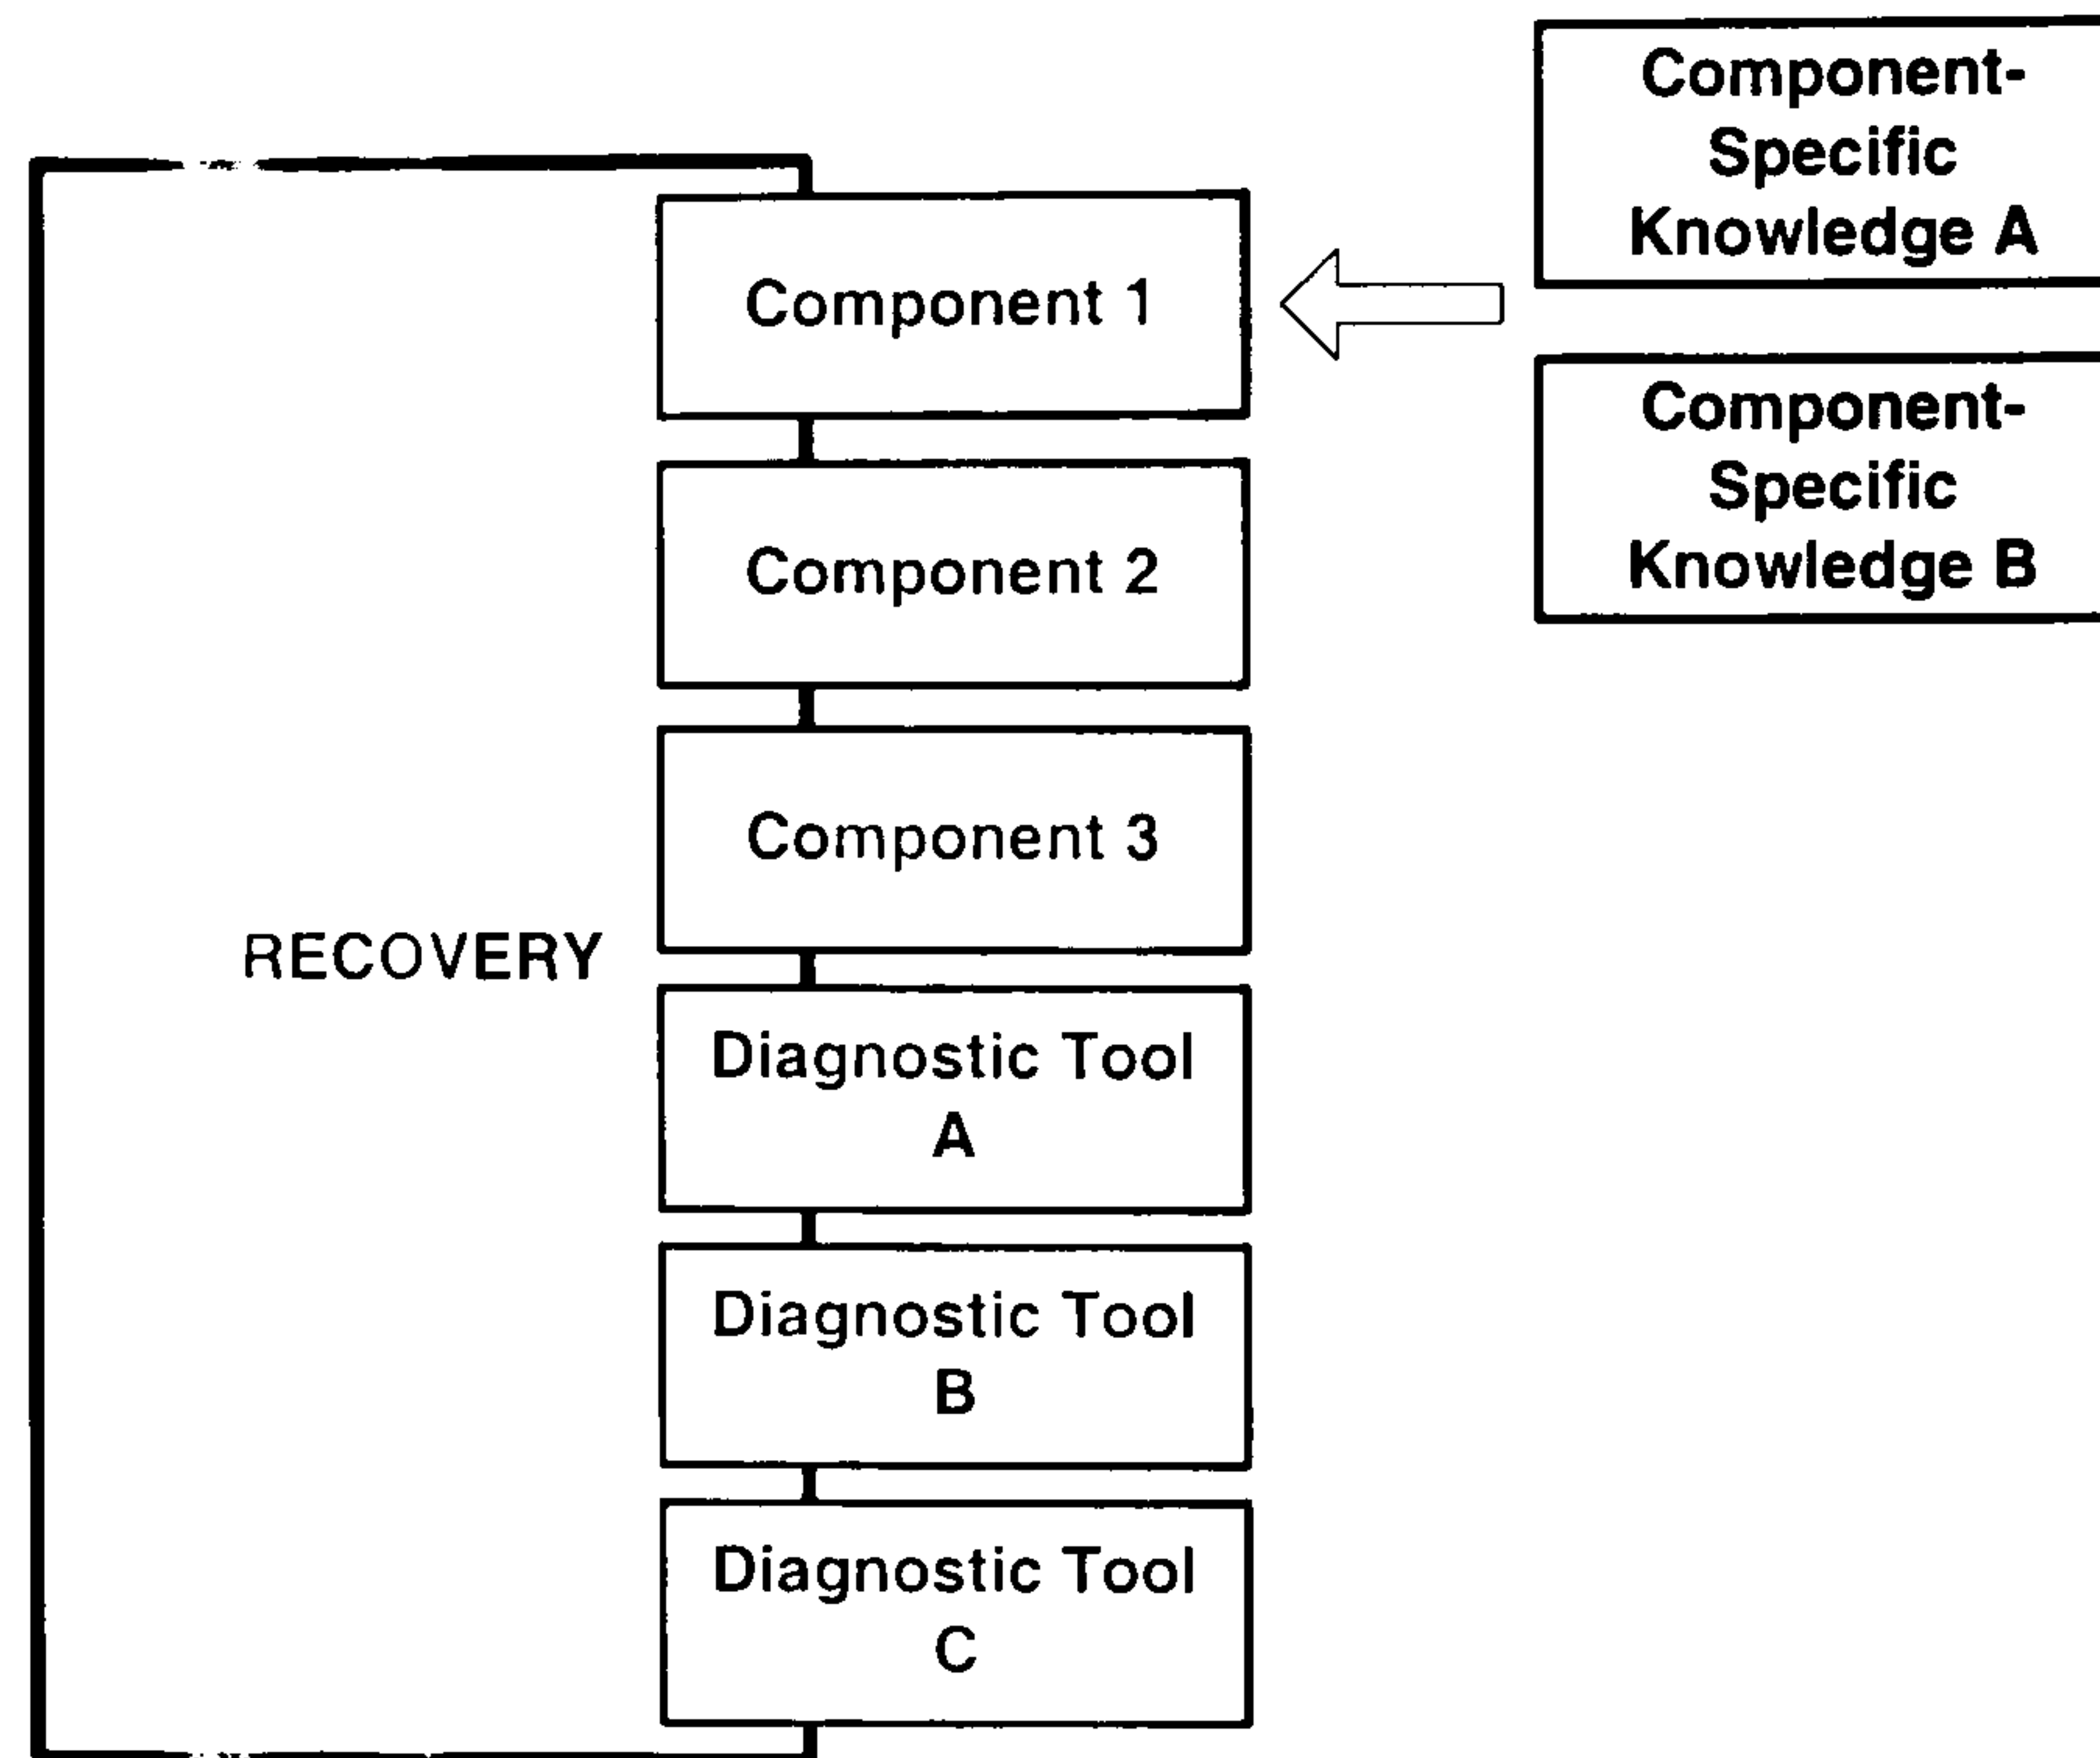 Component-
Specific
Knowledge A
Component 1
Component-
Specific
Knowledge B
Component 2
Component 3
RECOVERY
Diagnostic Tool
A
Diagnostic Tool
B
Diagnostic Tool
C